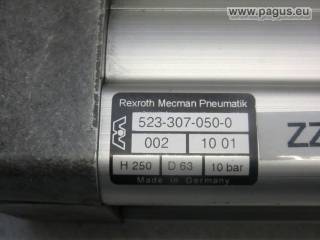 www.pagus.eu
Rexroth Mecman Pneumatik
523-307-050-0
002 10 01
H 250 D 63 10 bar
Made in Germany
ZZ